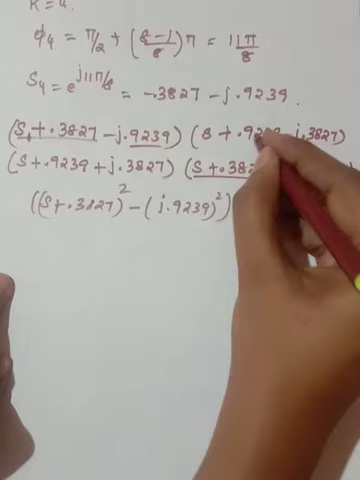 K=4.
ϕ₄ = π/2 + (8-1/8)π = 11π/8
S₄ = e^j11π/8 = -.3827 - j.9239.
(S+.3827 - j.9239) (S+.9239 - j.3827)
(S+.9239 + j.3827) (S+.382
((S+.3827)² - (j.9239)²)